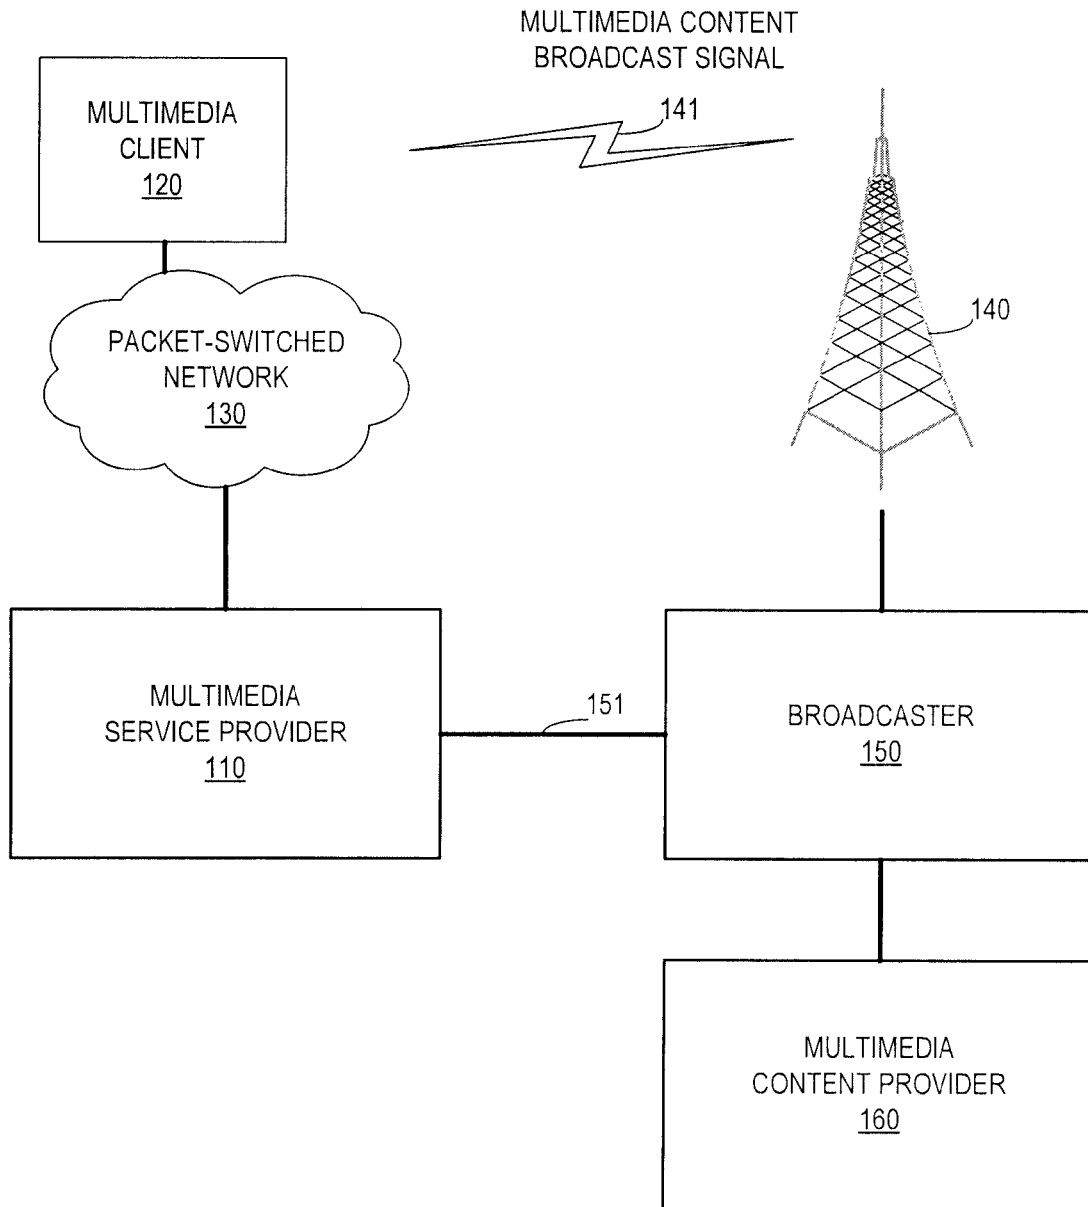 MULTIMEDIA CONTENT
BROADCAST SIGNAL
141
MULTIMEDIA
CLIENT
120
PACKET-SWITCHED
NETWORK
130
140
MULTIMEDIA
SERVICE PROVIDER
110
151
BROADCASTER
150
MULTIMEDIA
CONTENT PROVIDER
160